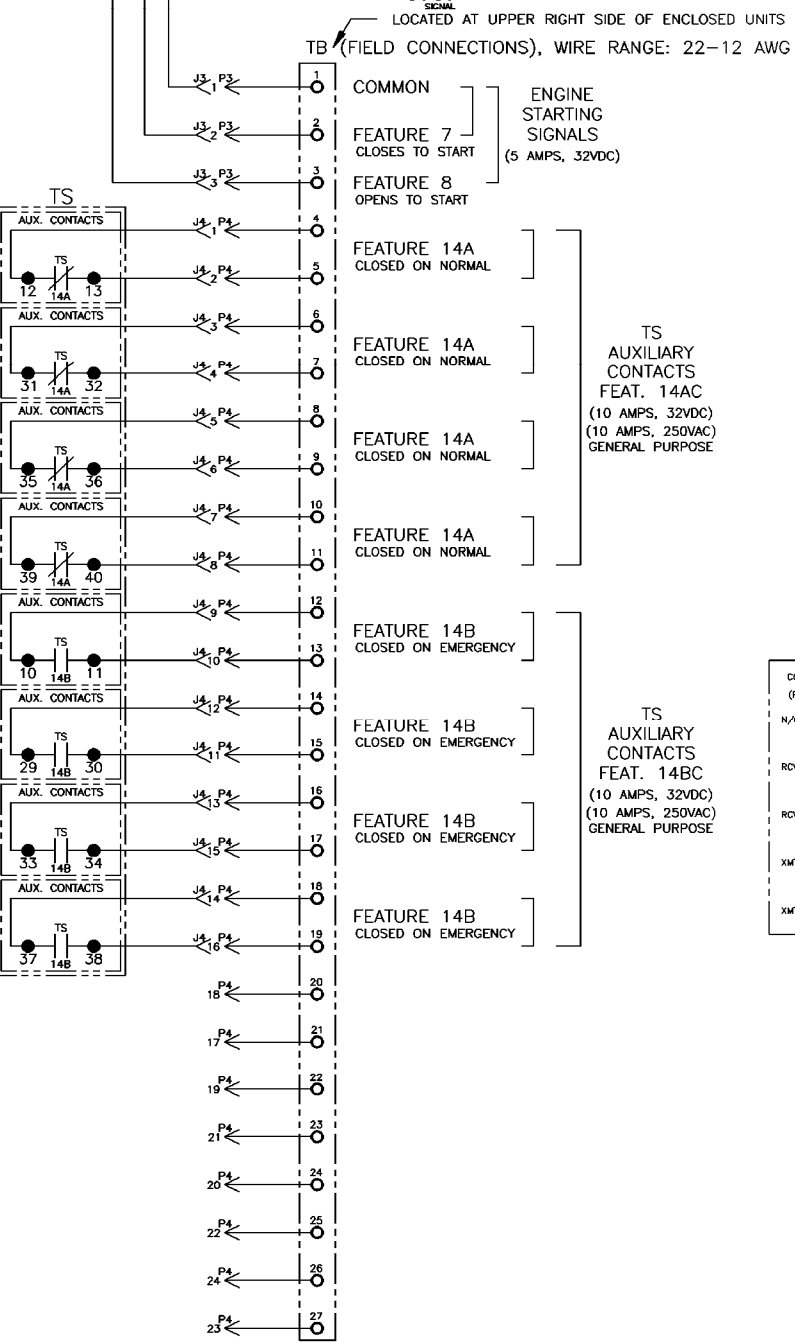 SIGNAL
LOCATED AT UPPER RIGHT SIDE OF ENCLOSED UNITS
TB (FIELD CONNECTIONS), WIRE RANGE: 22-12 AWG
J3 1 P3 1 COMMON
J3 2 P3 2 FEATURE 7
CLOSES TO START
J3 3 P3 3 FEATURE 8
OPENS TO START
ENGINE
STARTING
SIGNALS
(5 AMPS, 32VDC)
TS
AUX. CONTACTS
J4 1 P4 4
FEATURE 14A
CLOSED ON NORMAL
12 TS 14A 13 J4 2 P4 5
AUX. CONTACTS
J4 3 P4 6
FEATURE 14A
CLOSED ON NORMAL
31 TS 14A 32 J4 4 P4 7
AUX. CONTACTS
J4 5 P4 8
FEATURE 14A
CLOSED ON NORMAL
35 TS 14A 36 J4 6 P4 9
AUX. CONTACTS
J4 7 P4 10
FEATURE 14A
CLOSED ON NORMAL
39 TS 14A 40 J4 8 P4 11
TS
AUXILIARY
CONTACTS
FEAT. 14AC
(10 AMPS, 32VDC)
(10 AMPS, 250VAC)
GENERAL PURPOSE
AUX. CONTACTS
J4 9 P4 12
FEATURE 14B
CLOSED ON EMERGENCY
10 TS 14B 11 J4 10 P4 13
AUX. CONTACTS
J4 12 P4 14
FEATURE 14B
CLOSED ON EMERGENCY
29 TS 14B 30 J4 11 P4 15
AUX. CONTACTS
J4 13 P4 16
FEATURE 14B
CLOSED ON EMERGENCY
33 TS 14B 34 J4 15 P4 17
AUX. CONTACTS
J4 14 P4 18
FEATURE 14B
CLOSED ON EMERGENCY
37 TS 14B 38 J4 16 P4 19
TS
AUXILIARY
CONTACTS
FEAT. 14BC
(10 AMPS, 32VDC)
(10 AMPS, 250VAC)
GENERAL PURPOSE
18 P4 20
17 P4 21
19 P4 22
21 P4 23
20 P4 24
22 P4 25
24 P4 26
23 P4 27